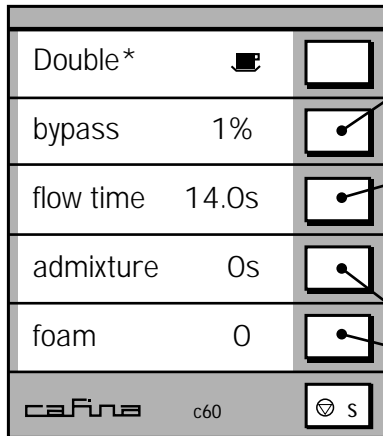 Double*
bypass 1%
flow time 14.0s
admixture 0s
foam 0
cafina c60 s